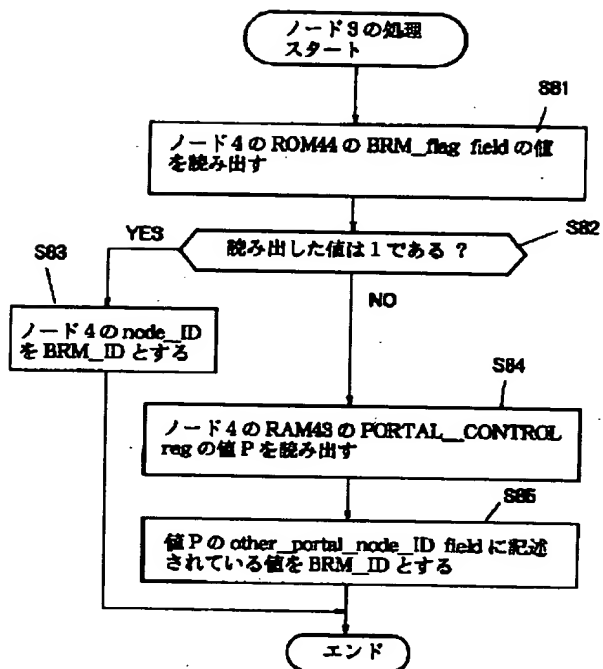 ノード3の処理
スタート
S81
ノード4のROM44のBRM_flag fieldの値
を読み出す
S82
読み出した値は1である ?
YES
S83
NO
ノード4のnode_ID
をBRM_IDとする
S84
ノード4のRAM43のPORTAL_CONTROL
regの値Pを読み出す
S85
値Pのother_portal_node_ID fieldに記述
されている値をBRM_IDとする
エンド